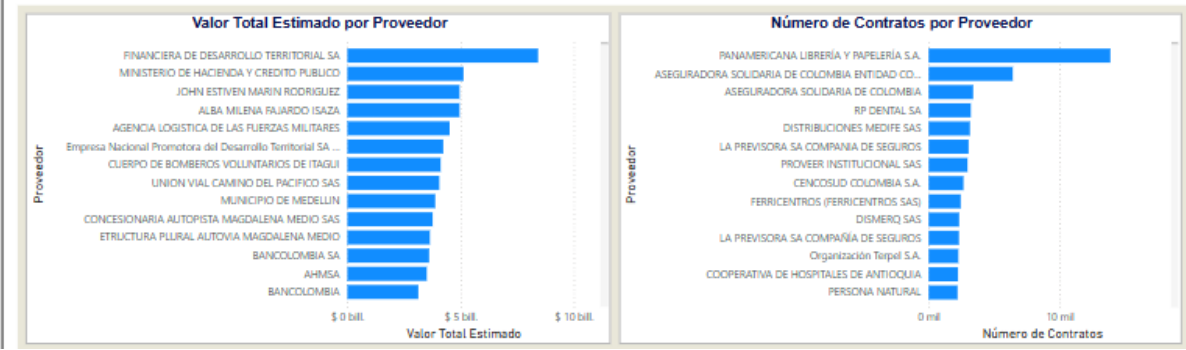 Valor Total Estimado por Proveedor
Proveedor
FINANCIERA DE DESARROLLO TERRITORIAL SA
MINISTERIO DE HACIENDA Y CREDITO PUBLICO
JOHN ESTIVEN MARIN RODRIGUEZ
ALBA MILENA FAJARDO ISAZA
AGENCIA LOGISTICA DE LAS FUERZAS MILITARES
Empresa Nacional Promotora del Desarrollo Territorial SA ...
CUERPO DE BOMBEROS VOLUNTARIOS DE ITAGUI
UNION VIAL CAMINO DEL PACIFICO SAS
MUNICIPIO DE MEDELLIN
CONCESIONARIA AUTOPISTA MAGDALENA MEDIO SAS
ETRUCTURA PLURAL AUTOVIA MAGDALENA MEDIO
BANCOLOMBIA SA
AHMSA
BANCOLOMBIA
$ 0 bill. $ 5 bill. $ 10 bill.
Valor Total Estimado
Número de Contratos por Proveedor
Proveedor
PANAMERICANA LIBRERÍA Y PAPELERÍA S.A.
ASEGURADORA SOLIDARIA DE COLOMBIA ENTIDAD CO...
ASEGURADORA SOLIDARIA DE COLOMBIA
RP DENTAL SA
DISTRIBUCIONES MEDIFE SAS
LA PREVISORA SA COMPANIA DE SEGUROS
PROVEER INSTITUCIONAL SAS
CENCOSUD COLOMBIA S.A.
FERRICENTROS (FERRICENTROS SAS)
DISMERQ SAS
LA PREVISORA SA COMPAÑÍA DE SEGUROS
Organización Terpel S.A.
COOPERATIVA DE HOSPITALES DE ANTIOQUIA
PERSONA NATURAL
0 mil 10 mil
Número de Contratos